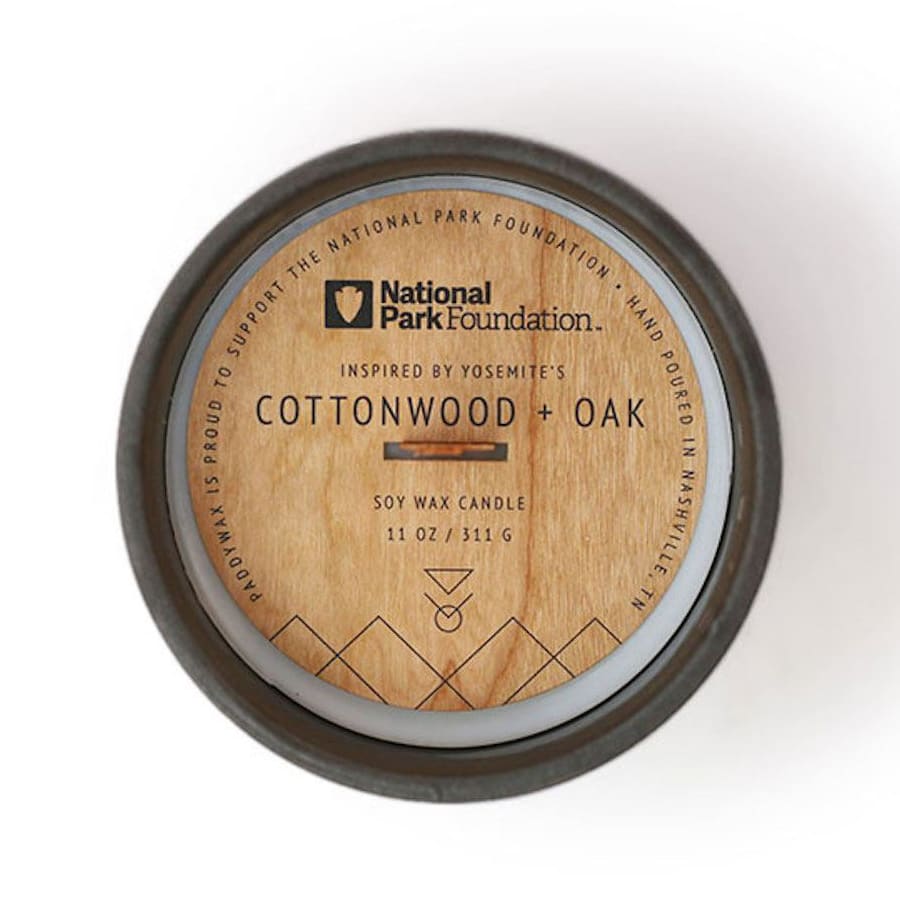 PADDYWAX IS PROUD TO SUPPORT THE NATIONAL PARK FOUNDATION • HAND POURED IN NASHVILLE, TN
National
Park Foundation™
INSPIRED BY YOSEMITE'S
COTTONWOOD + OAK
SOY WAX CANDLE
11 OZ / 311 G